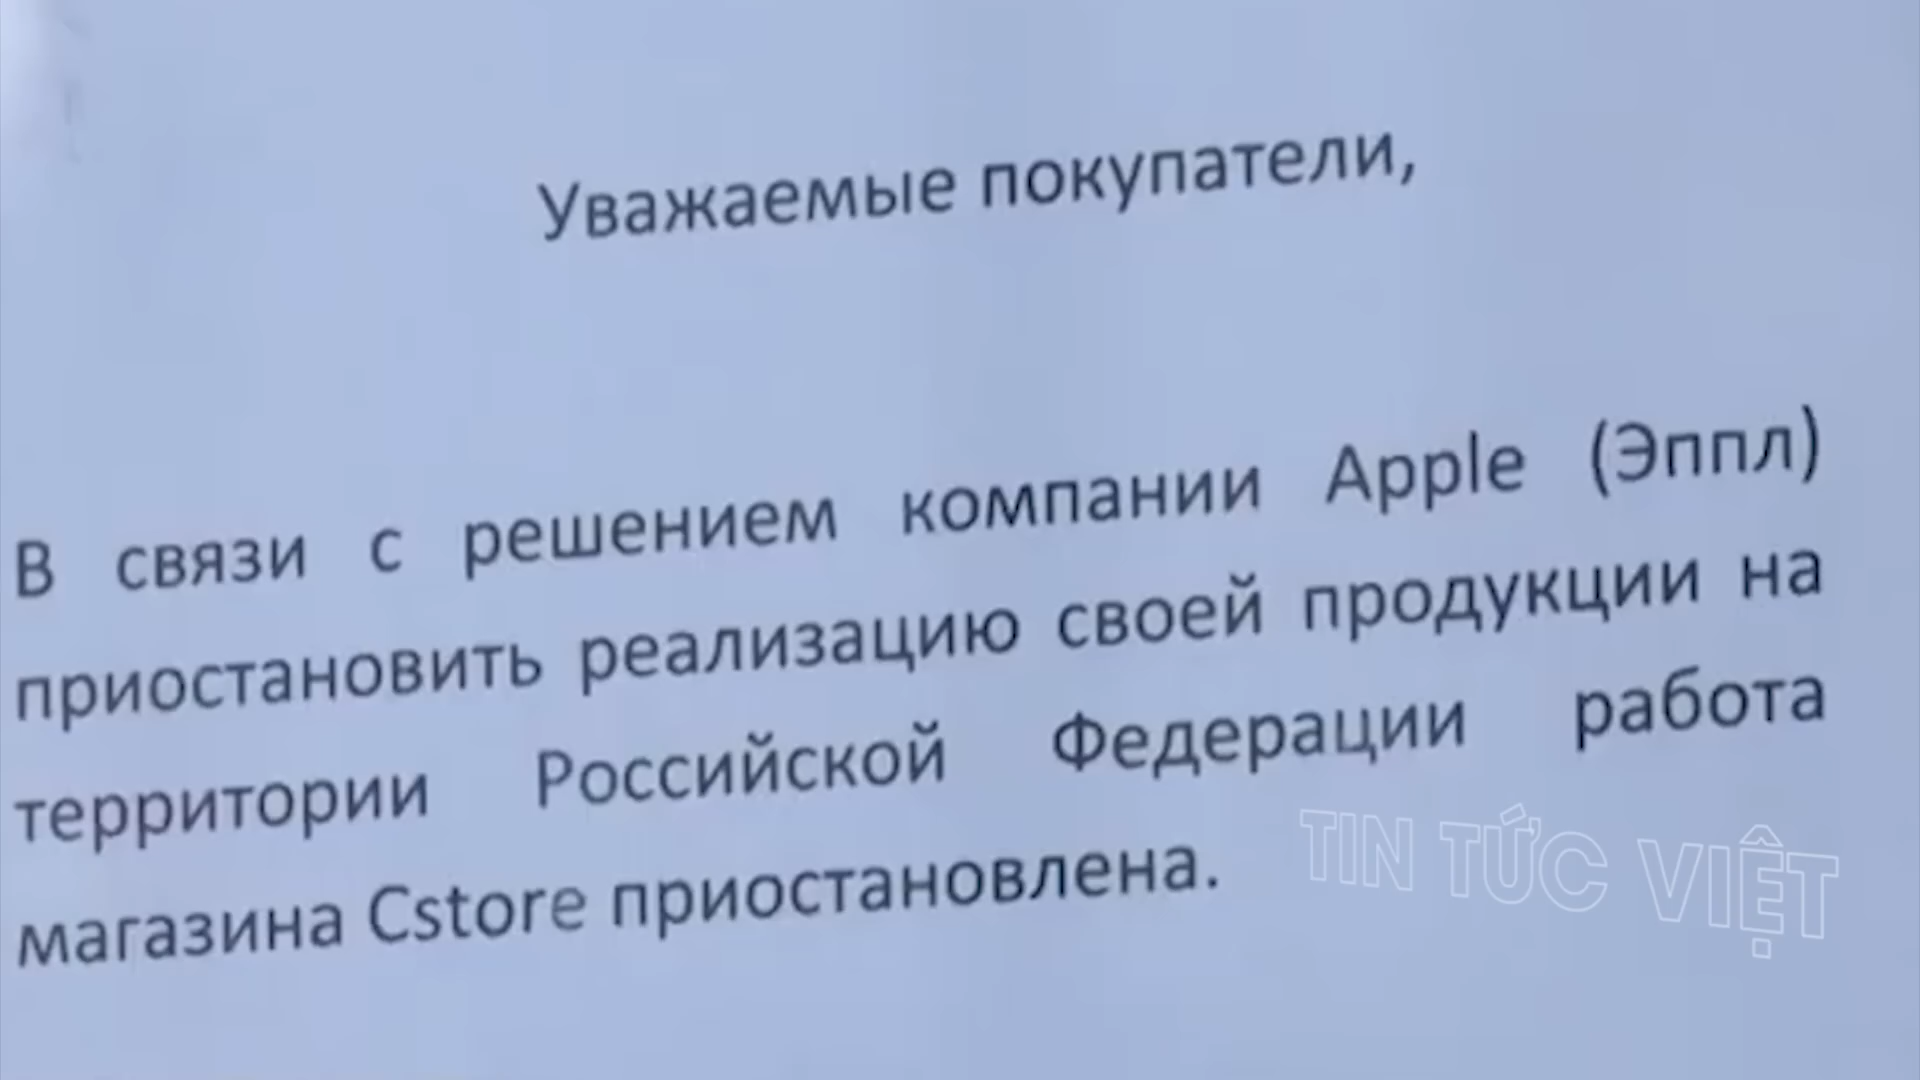 Уважаемые покупатели,
В связи с решением компании Apple (Эппл)
приостановить реализацию своей продукции на
территории Российской Федерации работа
магазина Cstore приостановлена.
TIN TỨC VIỆT